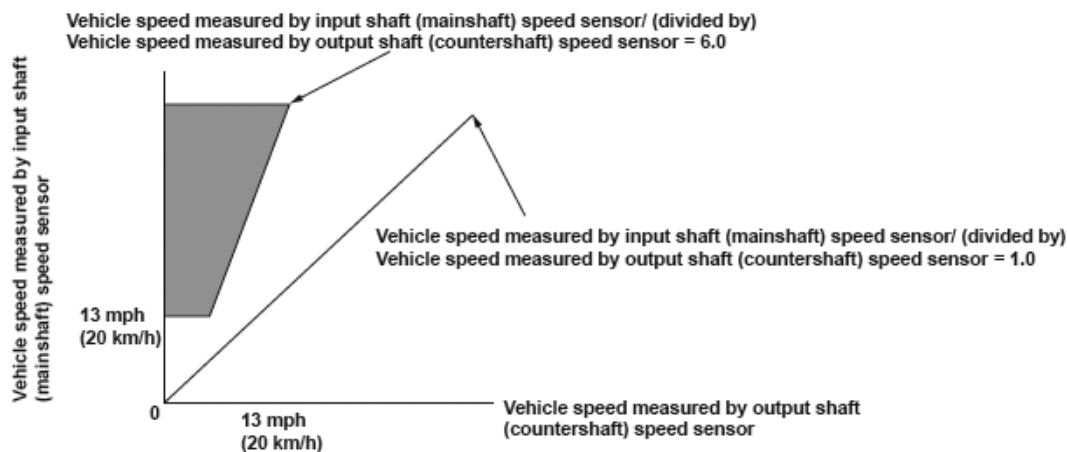 Vehicle speed measured by input shaft (mainshaft) speed sensor/ (divided by)
Vehicle speed measured by output shaft (countershaft) speed sensor = 6.0
Vehicle speed measured by input shaft
(mainshaft) speed sensor
Vehicle speed measured by input shaft (mainshaft) speed sensor/ (divided by)
Vehicle speed measured by output shaft (countershaft) speed sensor = 1.0
13 mph
(20 km/h)
0
13 mph
(20 km/h)
Vehicle speed measured by output shaft
(countershaft) speed sensor